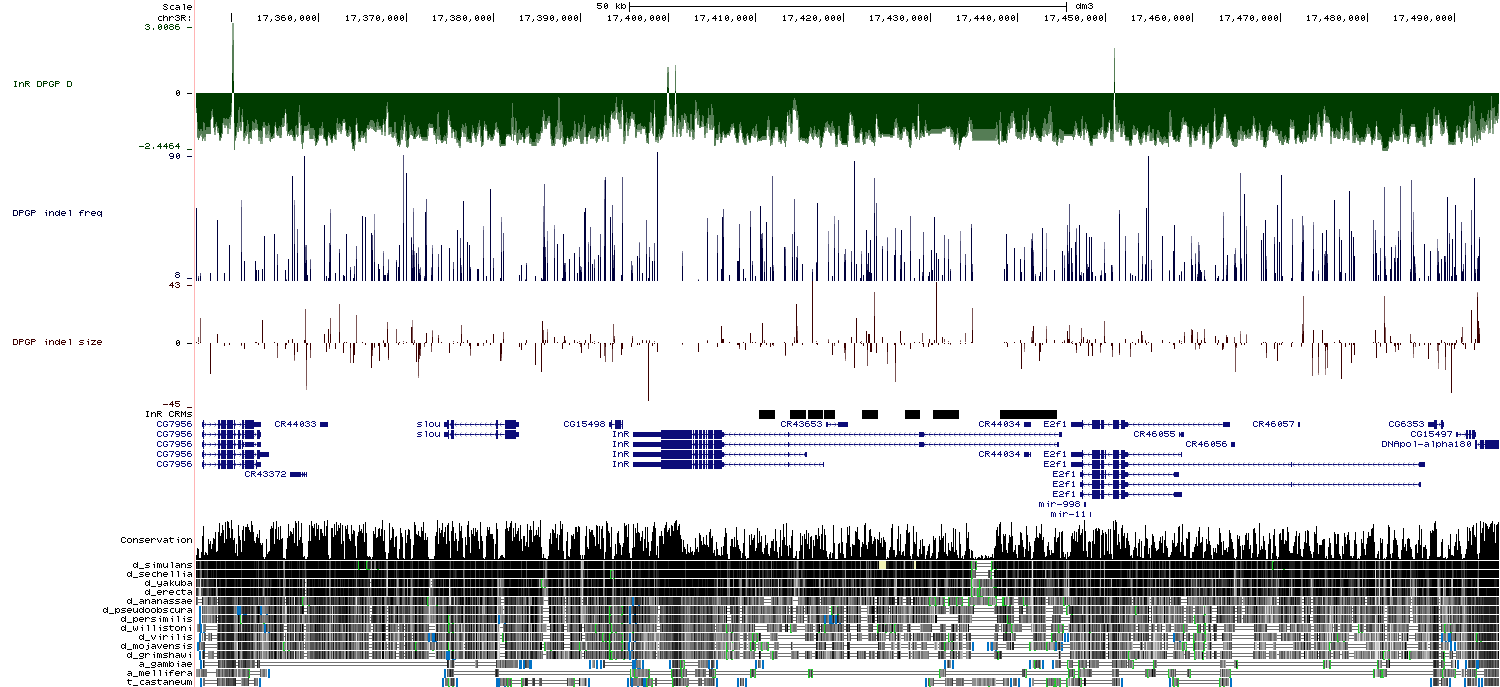 Scale 50 kb dm3
chr3R: 17,360,000 17,370,000 17,380,000 17,390,000 17,400,000 17,410,000 17,420,000 17,430,000 17,440,000 17,450,000 17,460,000 17,470,000 17,480,000 17,490,000
3.0086
InR DPGP D
0
-2.4464
90
DPGP indel freq
8
43
DPGP indel size
0
-45
InR CRMs
CG7956 CR44033 slou CG15498 CR43653 CR44034 E2f1 CR46057 CG6353
CG7956 slou InR CR46055 CG15497
CG7956 InR CR46056 DNApol-alpha180
CG7956 InR CR44034 E2f1
CG7956 InR E2f1
CR43372 E2f1
E2f1
E2f1
mir-998
mir-11
Conservation
d_simulans
d_sechellia
d_yakuba
d_erecta
d_ananassae
d_pseudoobscura
d_persimilis
d_willistoni
d_virilis
d_mojavensis
d_grimshawi
a_gambiae
a_mellifera
t_castaneum